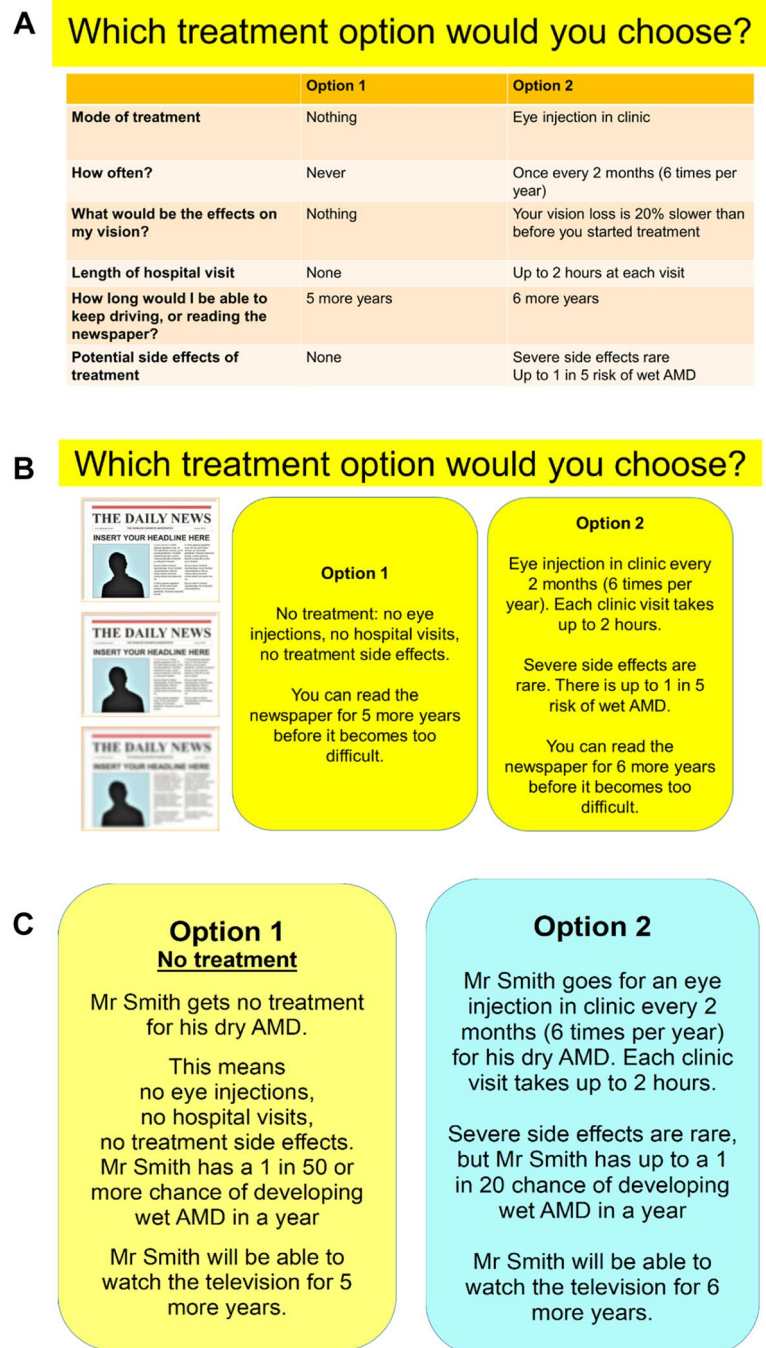 A
Which treatment option would you choose?
Option 1 Option 2
Mode of treatment Nothing Eye injection in clinic
How often? Never Once every 2 months (6 times per
year)
What would be the effects on Nothing Your vision loss is 20% slower than
my vision? before you started treatment
Length of hospital visit None Up to 2 hours at each visit
How long would I be able to 5 more years 6 more years
keep driving, or reading the
newspaper?
Potential side effects of None Severe side effects rare
treatment Up to 1 in 5 risk of wet AMD
B
Which treatment option would you choose?
THE DAILY NEWS
INSERT YOUR HEADLINE HERE
THE DAILY NEWS
INSERT YOUR HEADLINE HERE
THE DAILY NEWS
INSERT YOUR HEADLINE HERE
Option 1
No treatment: no eye
injections, no hospital visits,
no treatment side effects.
You can read the
newspaper for 5 more years
before it becomes too
difficult.
Option 2
Eye injection in clinic every
2 months (6 times per
year). Each clinic visit takes
up to 2 hours.
Severe side effects are
rare. There is up to 1 in 5
risk of wet AMD.
You can read the
newspaper for 6 more years
before it becomes too
difficult.
C
Option 1
No treatment
Mr Smith gets no treatment
for his dry AMD.
This means
no eye injections,
no hospital visits,
no treatment side effects.
Mr Smith has a 1 in 50 or
more chance of developing
wet AMD in a year
Mr Smith will be able to
watch the television for 5
more years.
Option 2
Mr Smith goes for an eye
injection in clinic every 2
months (6 times per year)
for his dry AMD. Each clinic
visit takes up to 2 hours.
Severe side effects are rare,
but Mr Smith has up to a 1
in 20 chance of developing
wet AMD in a year
Mr Smith will be able to
watch the television for 6
more years.